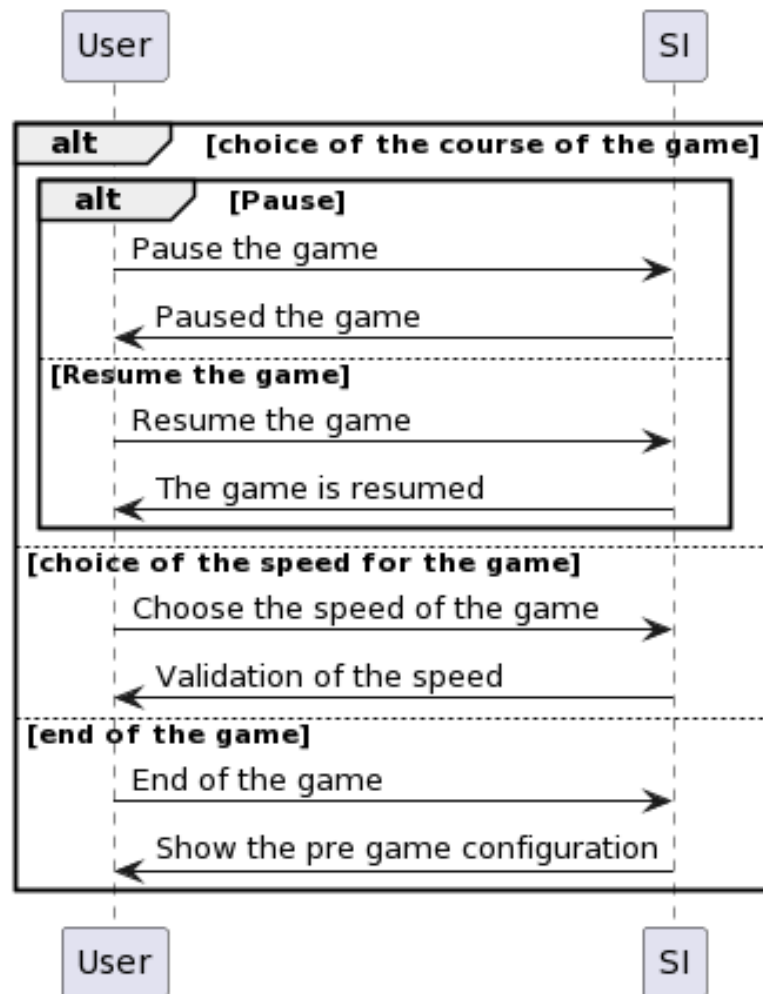 User SI
alt [choice of the course of the game]
alt [Pause]
Pause the game
Paused the game
[Resume the game]
Resume the game
The game is resumed
[choice of the speed for the game]
Choose the speed of the game
Validation of the speed
[end of the game]
End of the game
Show the pre game configuration
User SI